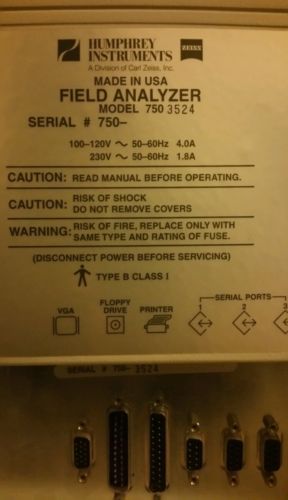 HUMPHREY
INSTRUMENTS
ZEISS
A Division of Carl Zeiss, Inc.
MADE IN USA
FIELD ANALYZER
MODEL 750 3524
SERIAL # 750-
100-120V ~ 50-60Hz 4.0A
230V ~ 50-60Hz 1.8A
CAUTION: READ MANUAL BEFORE OPERATING.
CAUTION: RISK OF SHOCK
DO NOT REMOVE COVERS
WARNING: RISK OF FIRE, REPLACE ONLY WITH
SAME TYPE AND RATING OF FUSE.
(DISCONNECT POWER BEFORE SERVICING)
TYPE B CLASS I
VGA
FLOPPY
DRIVE
PRINTER
SERIAL PORTS
1 2 3
SERIAL # 750- 3524